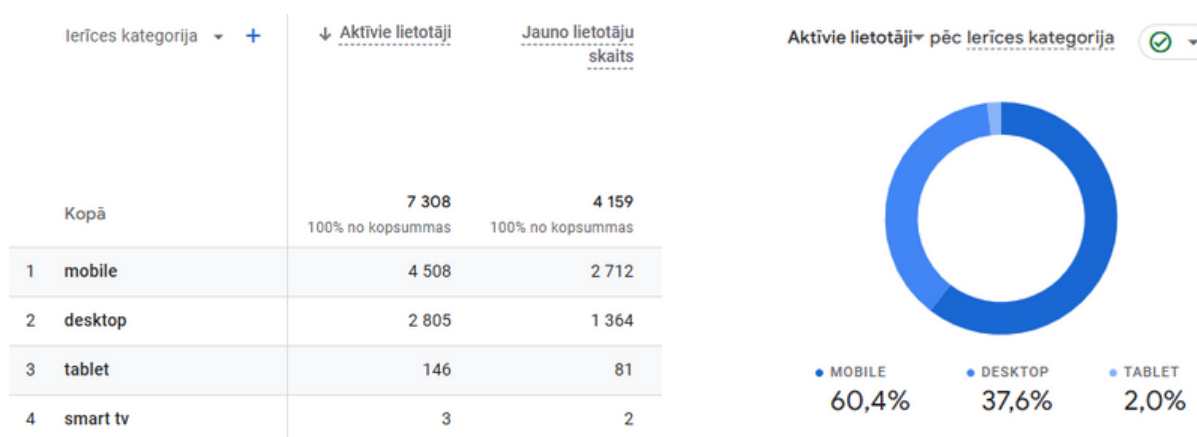 Ierīces kategorija
Aktīvie lietotāji
Jauno lietotāju
skaits
Kopā
7 308
4 159
100% no kopsummas
100% no kopsummas
1 mobile 4 508 2 712
2 desktop 2 805 1 364
3 tablet 146 81
4 smart tv 3 2
Aktīvie lietotāji pēc Ierīces kategorija
MOBILE DESKTOP TABLET
60,4% 37,6% 2,0%